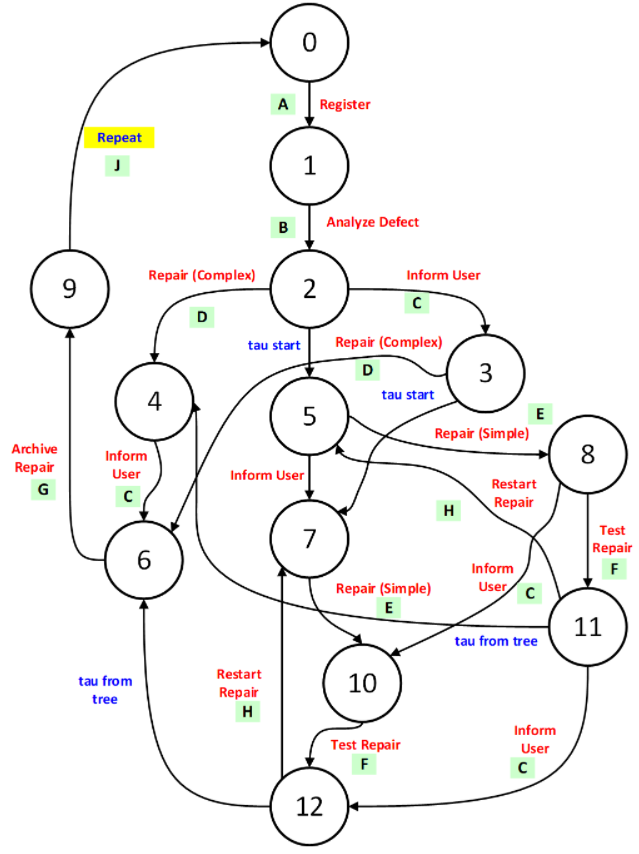 0
A
Register
1
Repeat
J
B
Analyze Defect
9
2
Repair (Complex)
Inform User
C
D
tau start
Repair (Complex)
D
3
tau start
4
5
E
Repair (Simple)
8
Archive
Repair
G
Inform
User
C
Inform User
Restart
Repair
H
Test
Repair
F
6
7
Inform
User
C
Repair (Simple)
E
11
tau from tree
tau from
tree
Restart
Repair
H
10
Test Repair
F
Inform
User
C
12